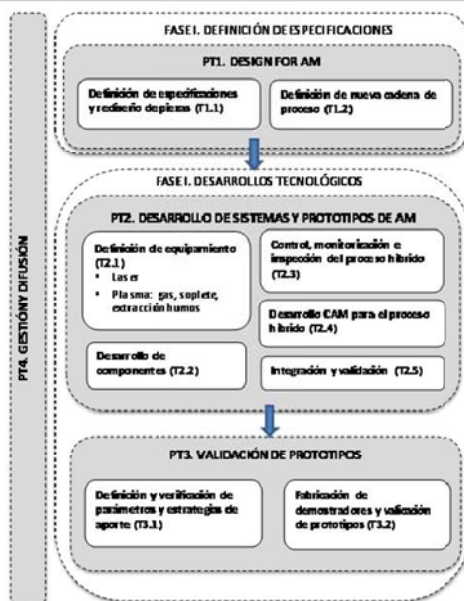 PT4. GESTIÓN Y DIFUSIÓN
FASE I. DEFINICIÓN DE ESPECIFICACIONES
PT1. DESIGN FOR AM
Definición de especificaciones
y rediseño de piezas (T1.1)
Definición de nueva cadena de
proceso (T1.2)
FASE I. DESARROLLOS TECNOLÓGICOS
PT2. DESARROLLO DE SISTEMAS Y PROTOTIPOS DE AM
Definición de equipamiento
(T2.1)
• Laser
• Plasma: gas, soplete,
extracción humos
Desarrollo de
componentes (T2.2)
Control, monitorización e
inspección del proceso híbrido
(T2.3)
Desarrollo CAM para el proceso
híbrido (T2.4)
Integración y validación (T2.5)
PT3. VALIDACIÓN DE PROTOTIPOS
Definición y verificación de
parámetros y estrategias de
aporte (T3.1)
Fabricación de
demostradores y valicación
de prototipos (T3.2)